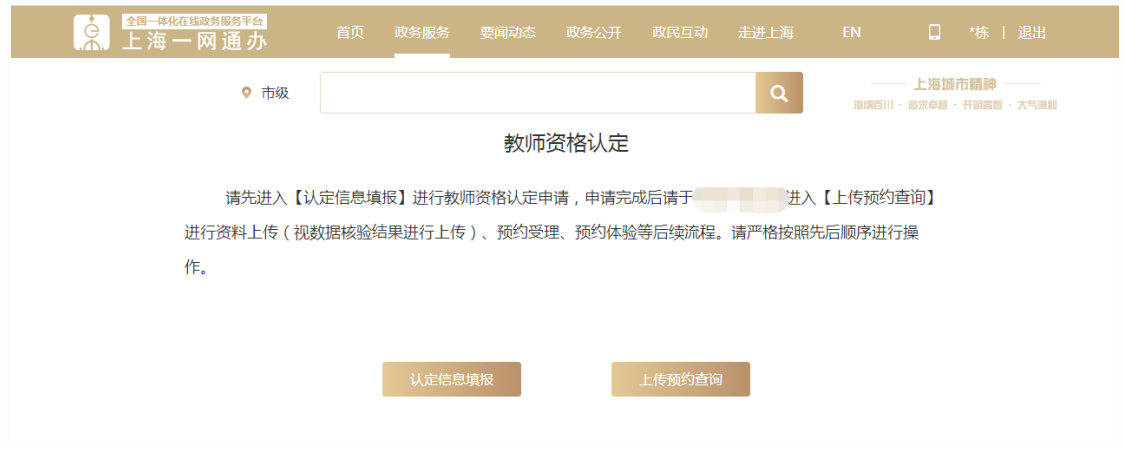 全国一体化在线政务服务平台
上海一网通办
首页 政务服务 要闻动态 政务公开 政民互动 走进上海 EN *栋 | 退出
市级
上海城市精神
海纳百川 · 追求卓越 · 开明睿智 · 大气谦和
教师资格认定
请先进入【认定信息填报】进行教师资格认定申请，申请完成后请于 进入【上传预约查询】
进行资料上传（视数据核验结果进行上传）、预约受理、预约体验等后续流程。请严格按照先后顺序进行操
作。
认定信息填报 上传预约查询